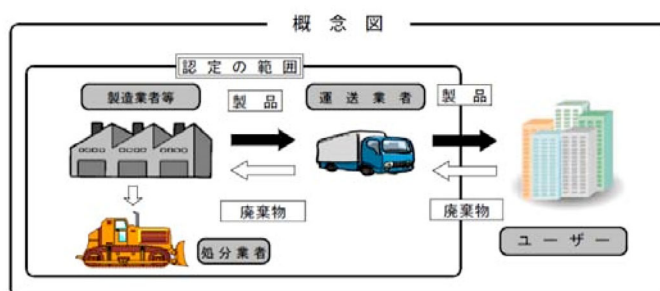 概念図
認定の範囲
製造業者等
製品
運送業者
製品
廃棄物
廃棄物
処分業者
ユーザー